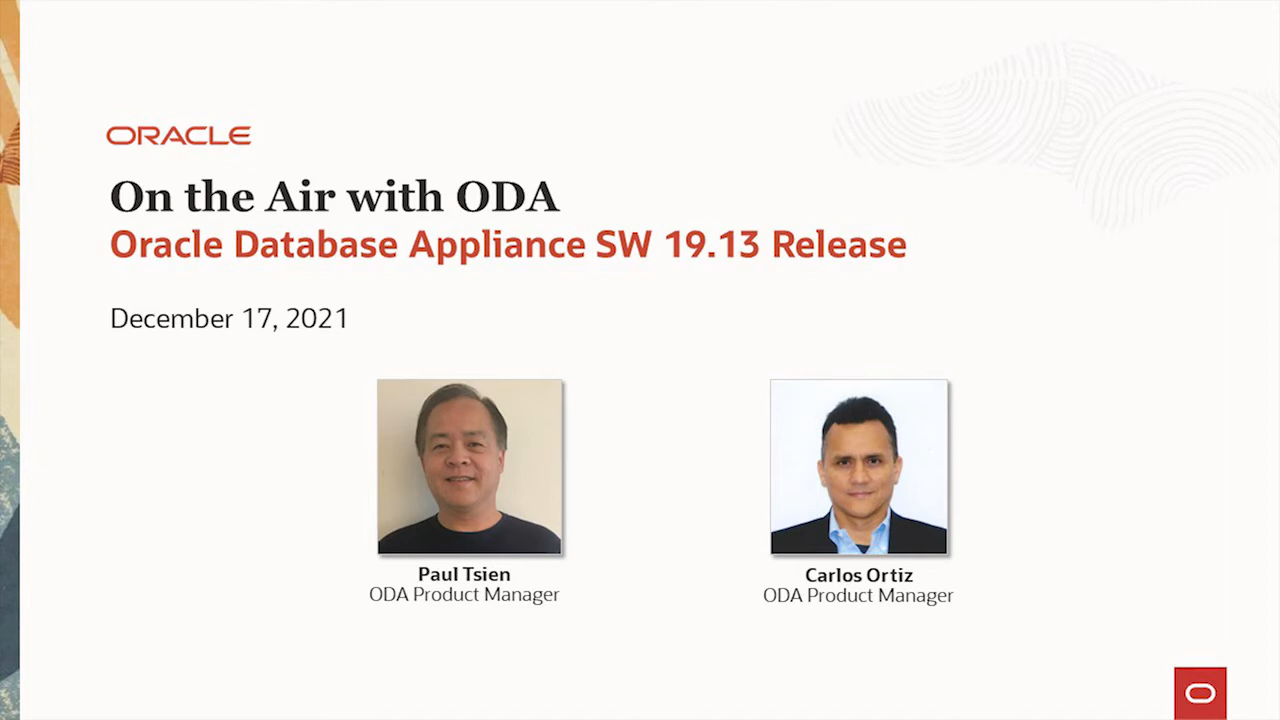 ORACLE
On the Air with ODA
Oracle Database Appliance SW 19.13 Release
December 17, 2021
Paul Tsien
ODA Product Manager
Carlos Ortiz
ODA Product Manager